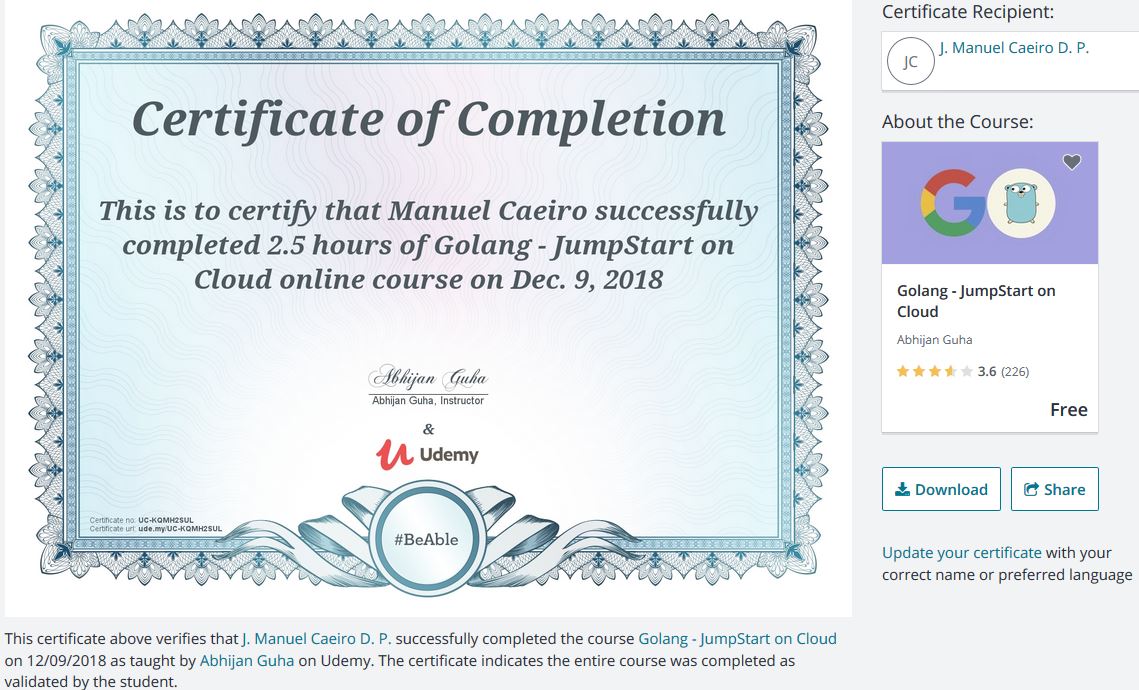 Certificate of Completion
This is to certify that Manuel Caeiro successfully
completed 2.5 hours of Golang - JumpStart on
Cloud online course on Dec. 9, 2018
Abhijan Guha
Abhijan Guha, Instructor
&
Udemy
#BeAble
Certificate no: UC-KQMH2SUL
Certificate url: ude.my/UC-KQMH2SUL
This certificate above verifies that J. Manuel Caeiro D. P. successfully completed the course Golang - JumpStart on Cloud
on 12/09/2018 as taught by Abhijan Guha on Udemy. The certificate indicates the entire course was completed as
validated by the student.
Certificate Recipient:
JC
J. Manuel Caeiro D. P.
About the Course:
G
Golang - JumpStart on
Cloud
Abhijan Guha
3.6 (226)
Free
Download
Share
Update your certificate with your
correct name or preferred language